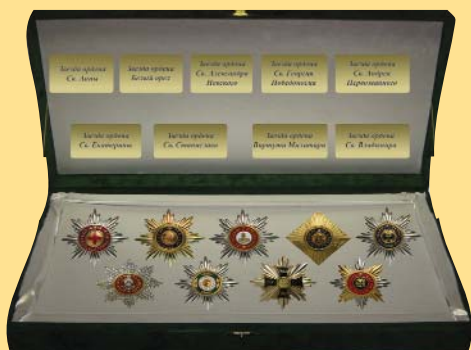 Звезда ордена
Св. Анны
Звезда ордена
Белый орел
Звезда ордена
Св. Александра
Невского
Звезда ордена
Св. Георгия
Победоносца
Звезда ордена
Св. Андрея
Первозванного
Звезда ордена
Св. Екатерины
Звезда ордена
Св. Станислава
Звезда ордена
Виртути Милитари
Звезда ордена
Св. Владимира